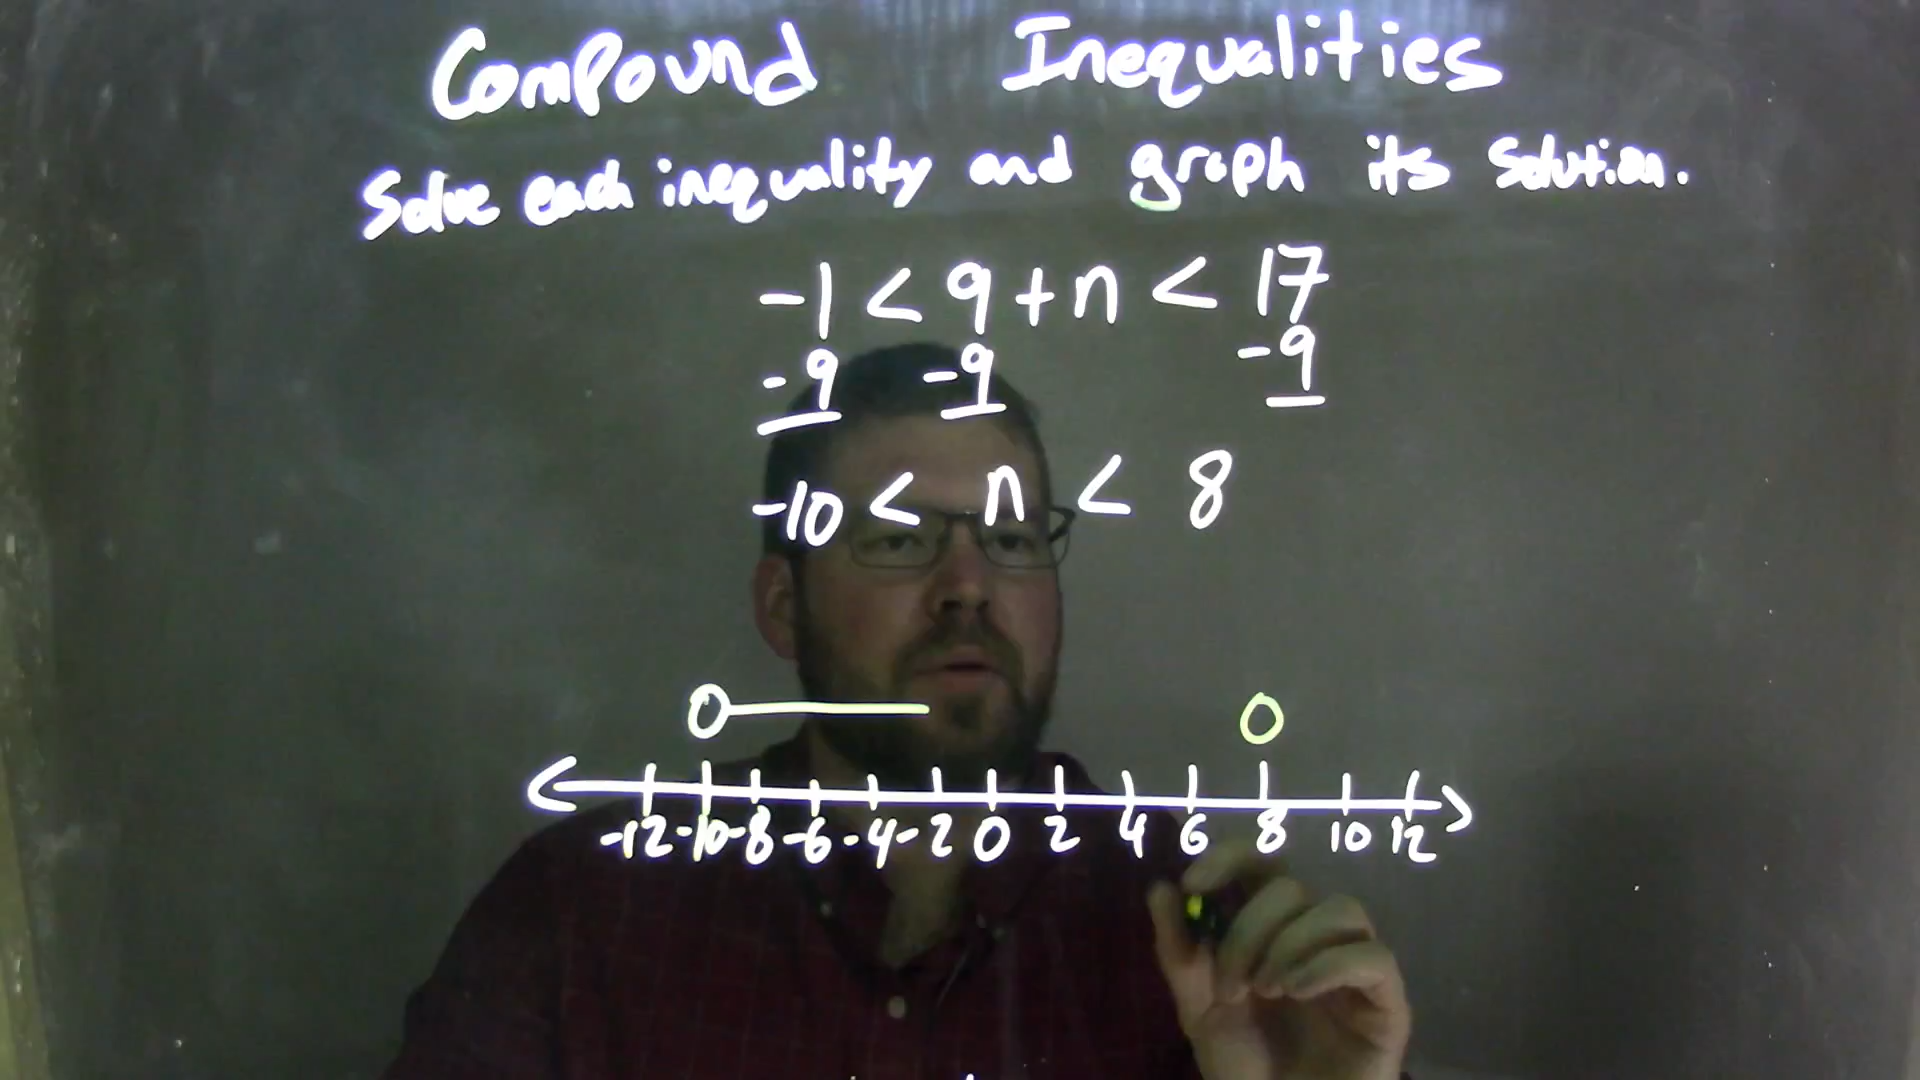 Compound Inequalities
Solve each inequality and graph its solution.
-1 < 9 + n < 17
-9 -9 -9
-10 < n < 8
-12 -10 -8 -6 -4 -2 0 2 4 6 8 10 12